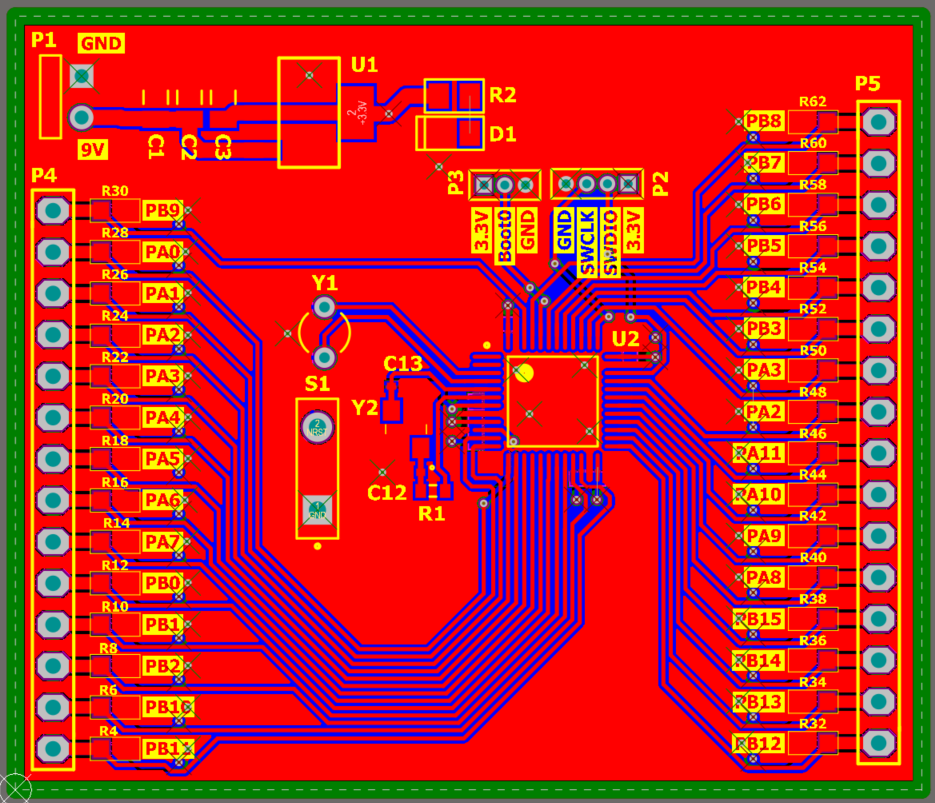 P1
GND
U1
2
+3.3V
R2
D1
9V
C1
C2
C3
P3
3.3V
Boot0
GND
P2
GND
SWCLK
SWDIO
3.3V
P4
R30
PB9
R28
PA0
R26
PA1
R24
PA2
R22
PA3
R20
PA4
R18
PA5
R16
PA6
R14
PA7
R12
PB0
R10
PB1
R8
PB2
R6
PB10
R4
PB11
Y1
S1
2
NRST
1
GND
C13
Y2
C12
R1
U2
P5
R62
PB8
R60
PB7
R58
PB6
R56
PB5
R54
PB4
R52
PB3
R50
PA3
R48
PA2
R46
PA11
R44
PA10
R42
PA9
R40
PA8
R38
PB15
R36
PB14
R34
PB13
R32
PB12